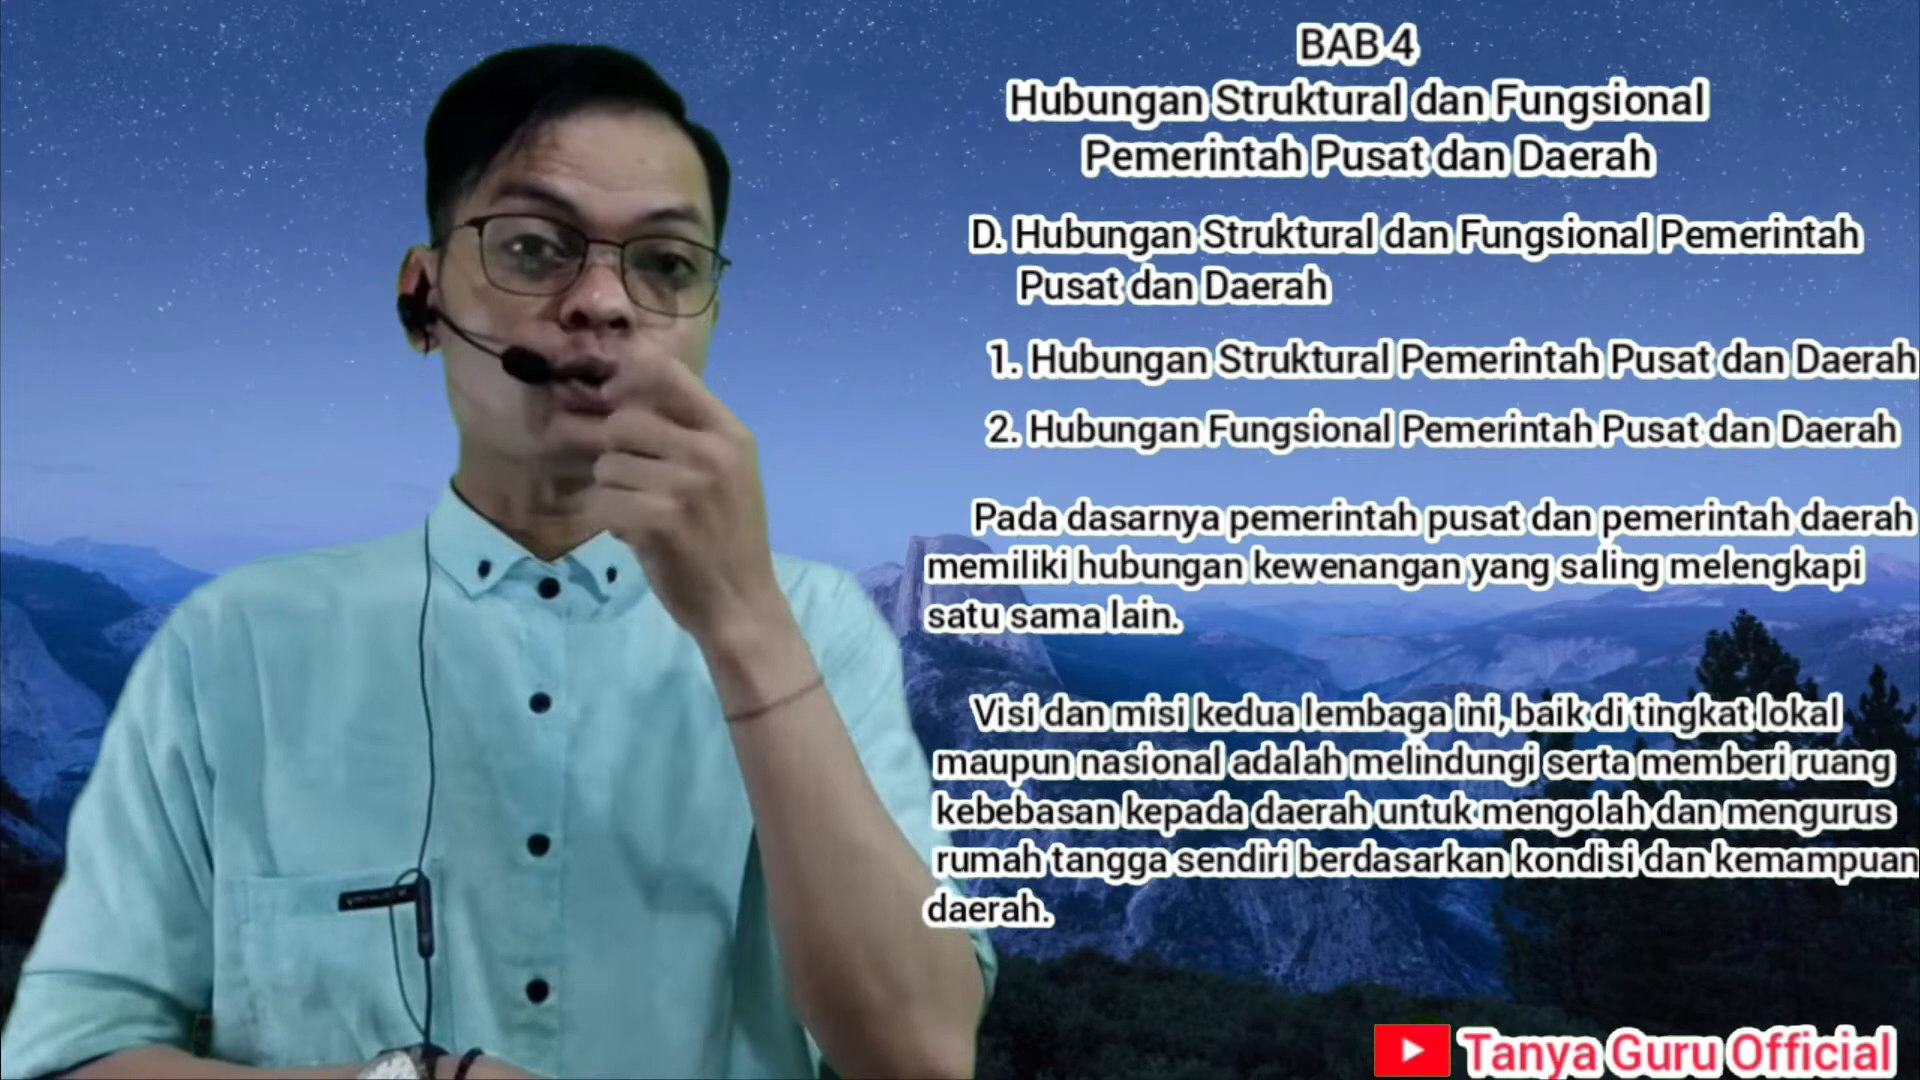 BAB 4
Hubungan Struktural dan Fungsional
Pemerintah Pusat dan Daerah
D. Hubungan Struktural dan Fungsional Pemerintah
Pusat dan Daerah
1. Hubungan Struktural Pemerintah Pusat dan Daerah
2. Hubungan Fungsional Pemerintah Pusat dan Daerah
Pada dasarnya pemerintah pusat dan pemerintah daerah
memiliki hubungan kewenangan yang saling melengkapi
satu sama lain.
Visi dan misi kedua lembaga ini, baik di tingkat lokal
maupun nasional adalah melindungi serta memberi ruang
kebebasan kepada daerah untuk mengolah dan mengurus
rumah tangga sendiri berdasarkan kondisi dan kemampuan
daerah.
Tanya Guru Official